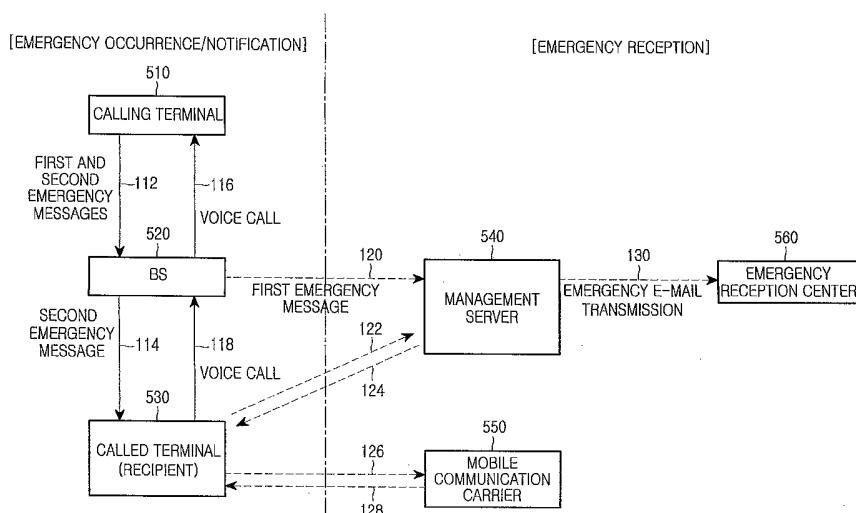 [EMERGENCY OCCURRENCE/NOTIFICATION]
[EMERGENCY RECEPTION]
510
CALLING TERMINAL
FIRST AND
SECOND
EMERGENCY
MESSAGES
112
116
VOICE CALL
520
BS
120
FIRST EMERGENCY
MESSAGE
540
MANAGEMENT
SERVER
130
EMERGENCY E-MAIL
TRANSMISSION
560
EMERGENCY
RECEPTION CENTER
SECOND
EMERGENCY
MESSAGE
114
118
VOICE CALL
122
124
530
CALLED TERMINAL
(RECIPIENT)
126
128
550
MOBILE
COMMUNICATION
CARRIER